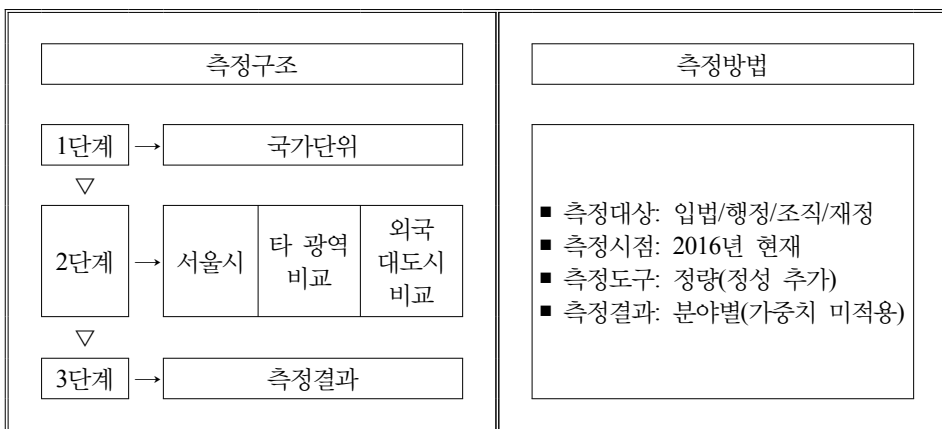 측정구조
1단계 → 국가단위
▽
2단계 → 서울시
타 광역
비교
외국
대도시
비교
▽
3단계 → 측정결과
측정방법
■ 측정대상: 입법/행정/조직/재정
■ 측정시점: 2016년 현재
■ 측정도구: 정량(정성 추가)
■ 측정결과: 분야별(가중치 미적용)